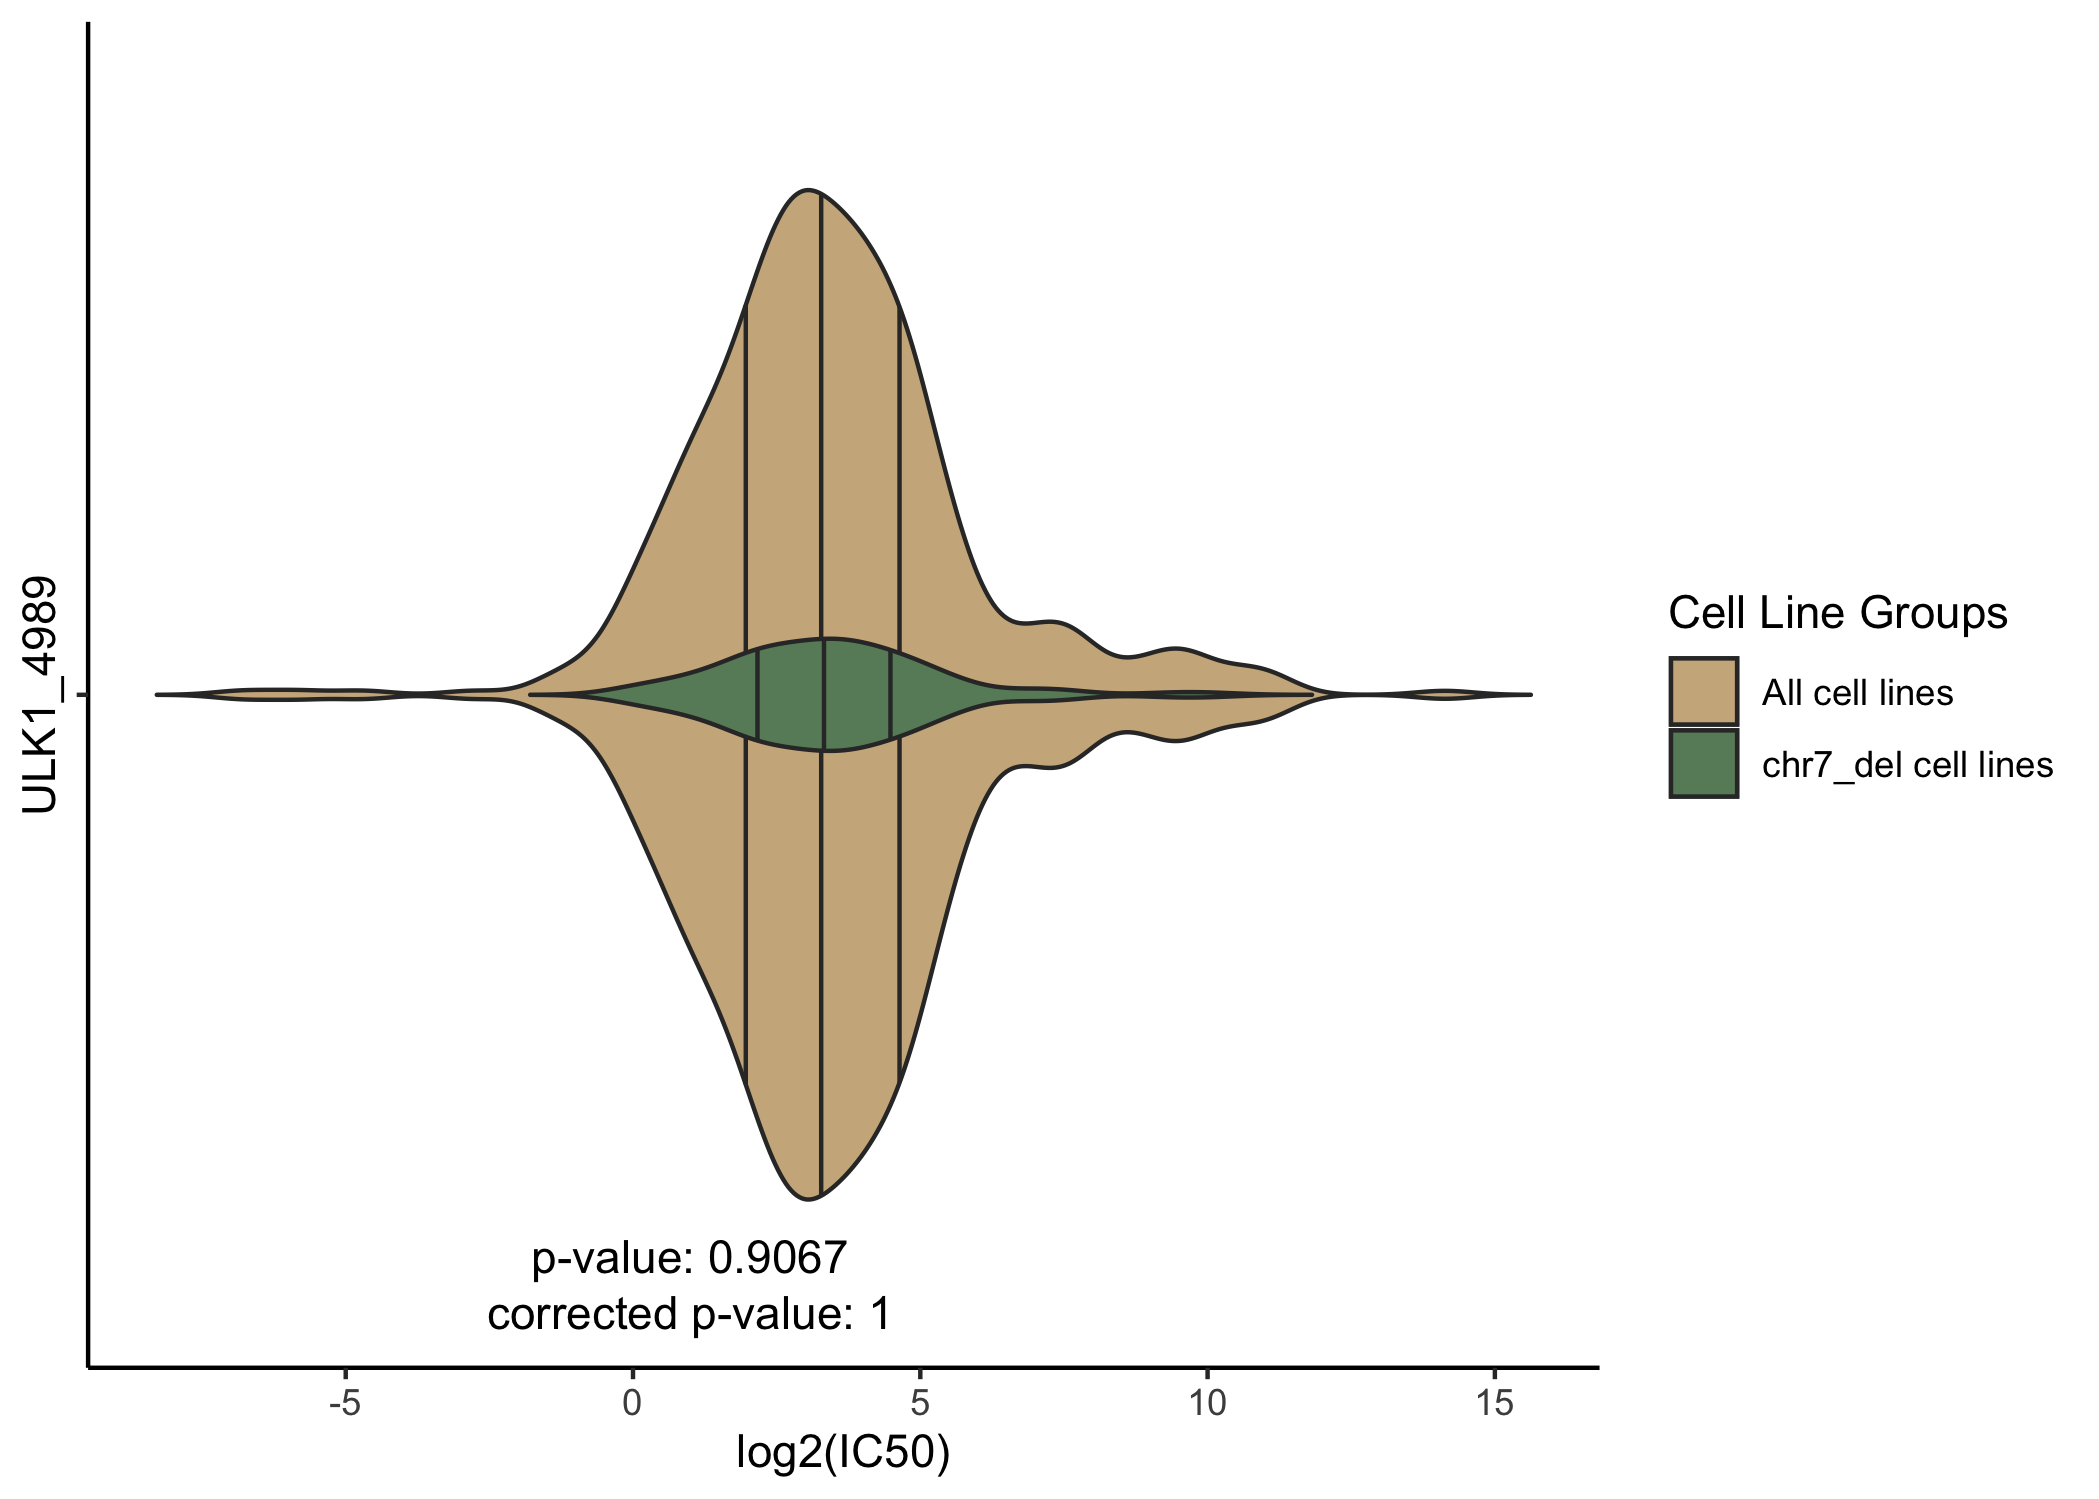 ULK1_4989
p-value: 0.9067
corrected p-value: 1
-5 0 5 10 15
log2(IC50)
Cell Line Groups
All cell lines
chr7_del cell lines